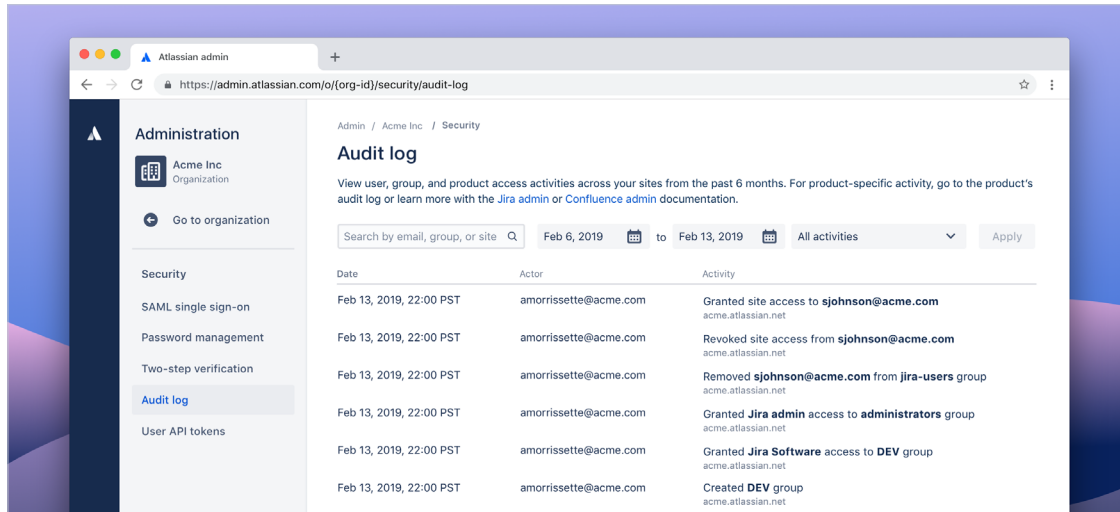 Atlassian admin
https://admin.atlassian.com/o/{org-id}/security/audit-log
Administration
Acme Inc
Organization
Go to organization
Security
SAML single sign-on
Password management
Two-step verification
Audit log
User API tokens
Admin / Acme Inc / Security
Audit log
View user, group, and product access activities across your sites from the past 6 months. For product-specific activity, go to the product's
audit log or learn more with the Jira admin or Confluence admin documentation.
Search by email, group, or site Feb 6, 2019 to Feb 13, 2019 All activities Apply
Date Actor Activity
Feb 13, 2019, 22:00 PST amorrissette@acme.com Granted site access to sjohnson@acme.com
acme.atlassian.net
Feb 13, 2019, 22:00 PST amorrissette@acme.com Revoked site access from sjohnson@acme.com
acme.atlassian.net
Feb 13, 2019, 22:00 PST amorrissette@acme.com Removed sjohnson@acme.com from jira-users group
acme.atlassian.net
Feb 13, 2019, 22:00 PST amorrissette@acme.com Granted Jira admin access to administrators group
acme.atlassian.net
Feb 13, 2019, 22:00 PST amorrissette@acme.com Granted Jira Software access to DEV group
acme.atlassian.net
Feb 13, 2019, 22:00 PST amorrissette@acme.com Created DEV group
acme.atlassian.net